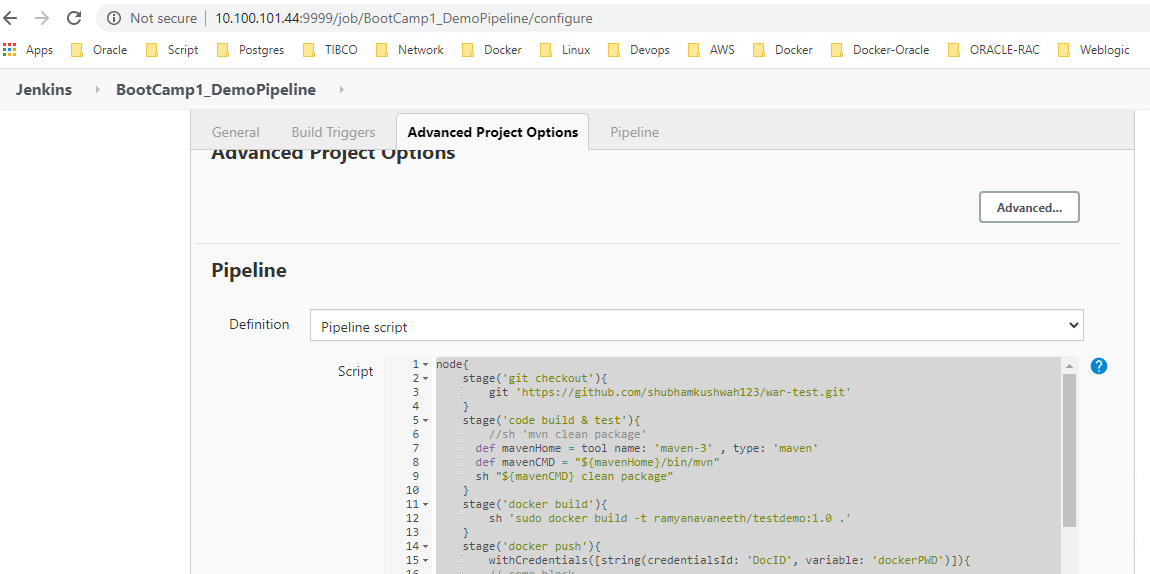 Not secure | 10.100.101.44:9999/job/BootCamp1_DemoPipeline/configure
Apps Oracle Script Postgres TIBCO Network Docker Linux Devops AWS Docker Docker-Oracle ORACLE-RAC Weblogic
Jenkins BootCamp1_DemoPipeline
General Build Triggers Advanced Project Options Pipeline
Advanced Project Options
Advanced...
Pipeline
Definition Pipeline script
Script
1 node{
2 stage('git checkout'){
3 git 'https://github.com/shubhamkushwah123/war-test.git'
4 }
5 stage('code build & test'){
6 //sh 'mvn clean package'
7 def mavenHome = tool name: 'maven-3' , type: 'maven'
8 def mavenCMD = "${mavenHome}/bin/mvn"
9 sh "${mavenCMD} clean package"
10 }
11 stage('docker build'){
12 sh 'sudo docker build -t ramyanavaneeth/testdemo:1.0 .'
13 }
14 stage('docker push'){
15 withCredentials([string(credentialsId: 'DocID', variable: 'dockerPWD')]){
16 // some block